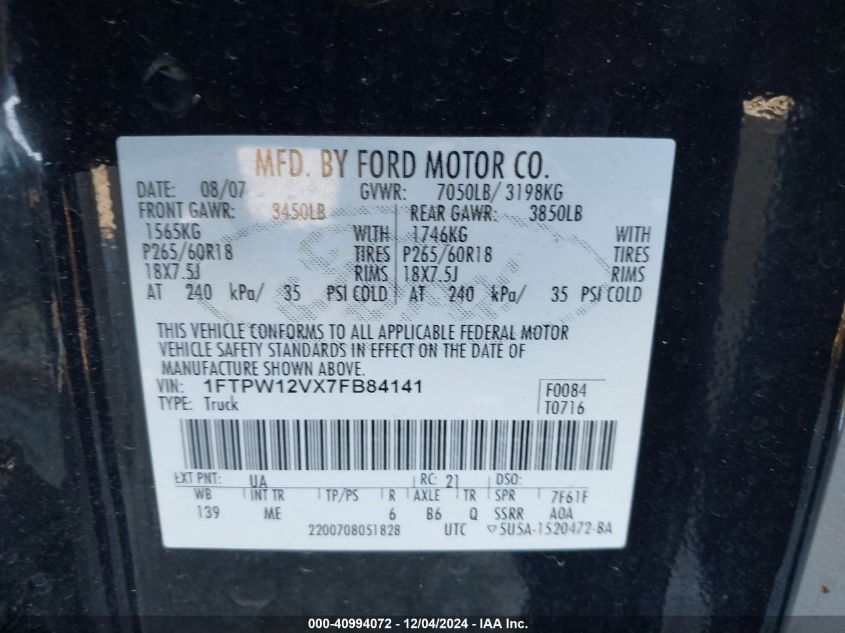 MFD. BY FORD MOTOR CO.
DATE: 08/07 GVWR: 7050LB/ 3198KG
FRONT GAWR: 3450LB REAR GAWR: 3850LB
1565KG WITH 1746KG WITH
P265/60R18 TIRES P265/60R18 TIRES
18X7.5J RIMS 18X7.5J RIMS
AT 240 kPa/ 35 PSI COLD AT 240 kPa/ 35 PSI COLD
THIS VEHICLE CONFORMS TO ALL APPLICABLE FEDERAL MOTOR
VEHICLE SAFETY STANDARDS IN EFFECT ON THE DATE OF
MANUFACTURE SHOWN ABOVE.
VIN: 1FTPW12VX7FB84141 F0084
TYPE: Truck T0716
EXT PNT: UA RC: 21 DSO:
WB INT TR TP/PS R AXLE TR SPR 7F61F
139 ME 6 B6 Q SSRR A0A
2200708051828 UTC 5U5A-1520472-BA
000-40994072 - 12/04/2024 - IAA Inc.